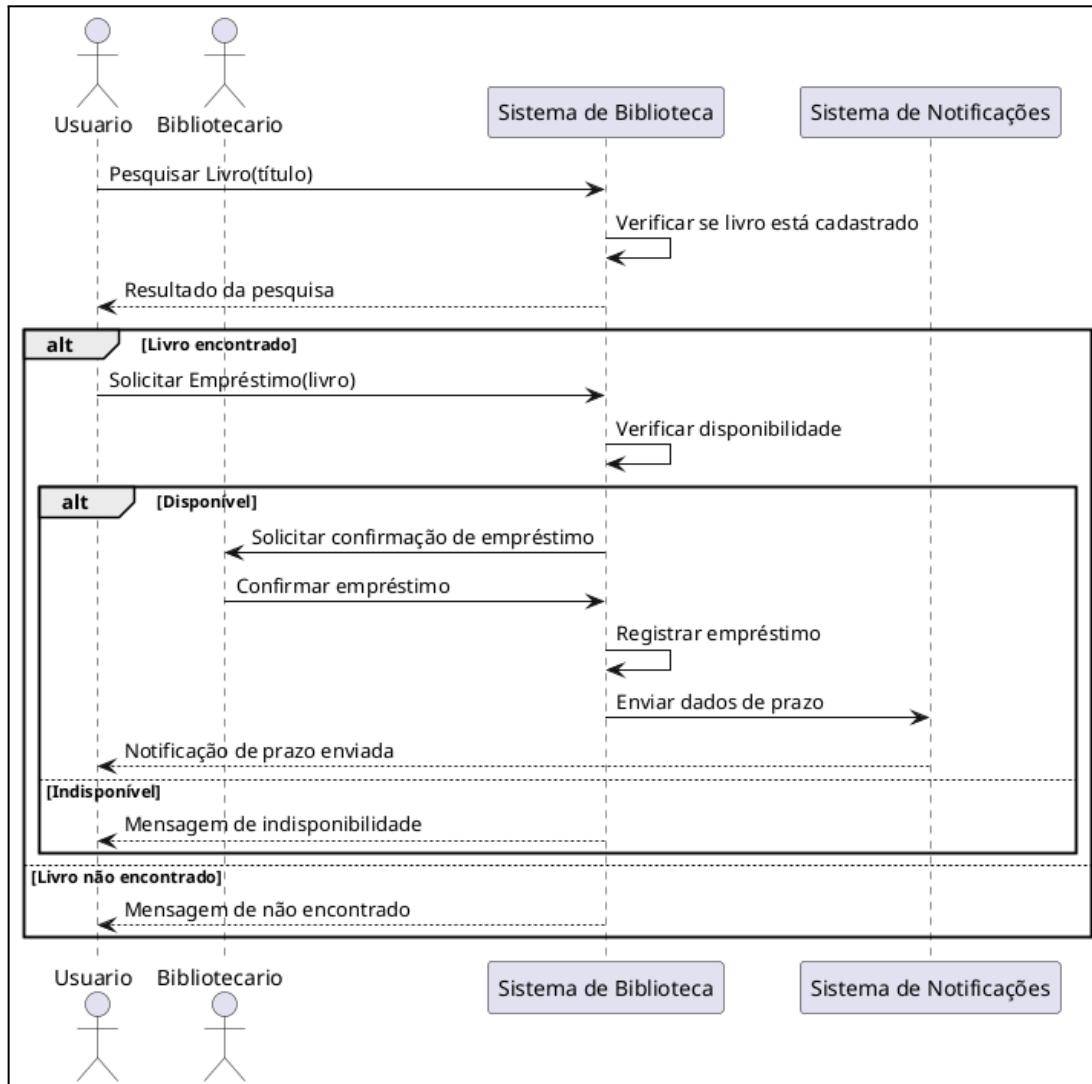 Usuario
Bibliotecario
Sistema de Biblioteca
Sistema de Notificações
Pesquisar Livro(título)
Verificar se livro está cadastrado
Resultado da pesquisa
alt [Livro encontrado]
Solicitar Empréstimo(livro)
Verificar disponibilidade
alt [Disponível]
Solicitar confirmação de empréstimo
Confirmar empréstimo
Registrar empréstimo
Enviar dados de prazo
Notificação de prazo enviada
[Indisponível]
Mensagem de indisponibilidade
[Livro não encontrado]
Mensagem de não encontrado
Usuario
Bibliotecario
Sistema de Biblioteca
Sistema de Notificações